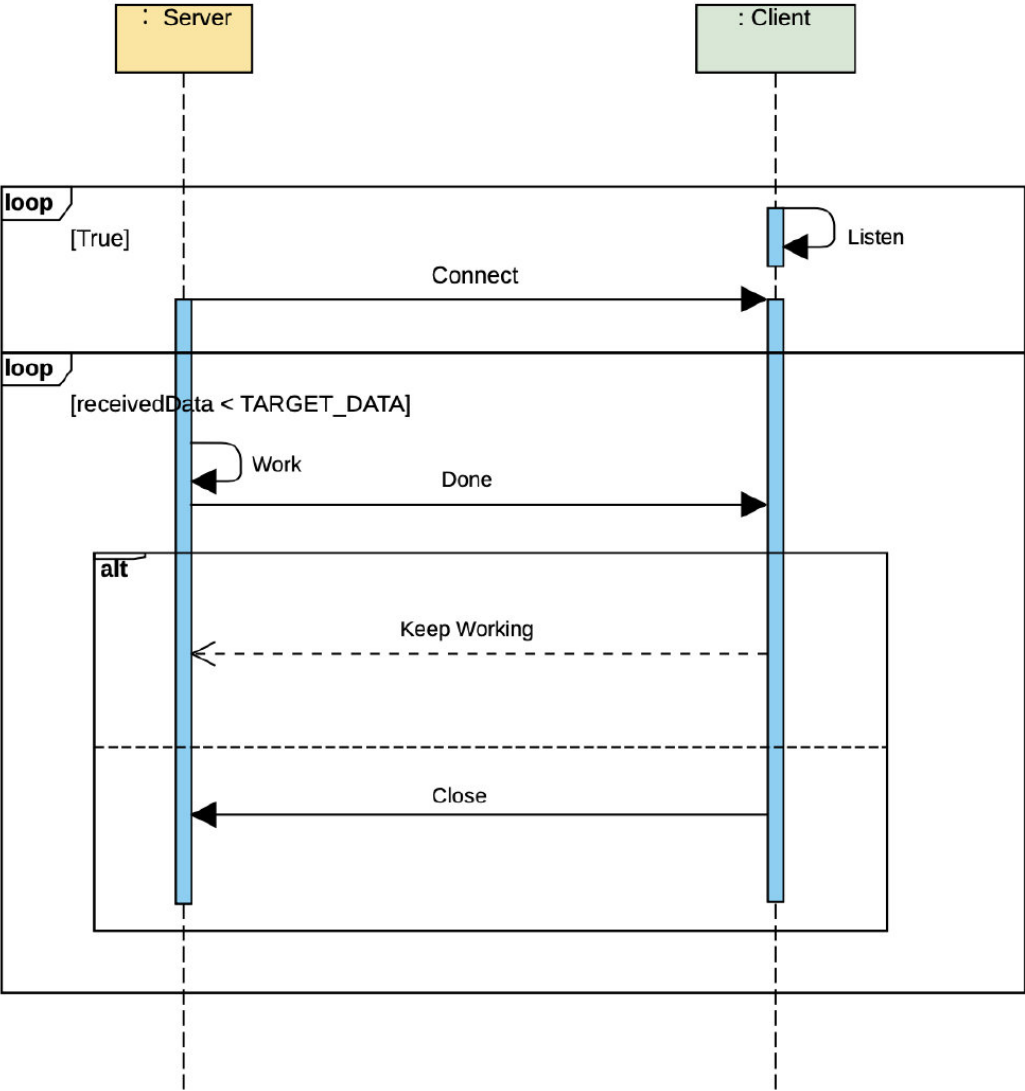 : Server
: Client
loop
[True]
Listen
Connect
loop
[receivedData < TARGET_DATA]
Work
Done
alt
Keep Working
Close